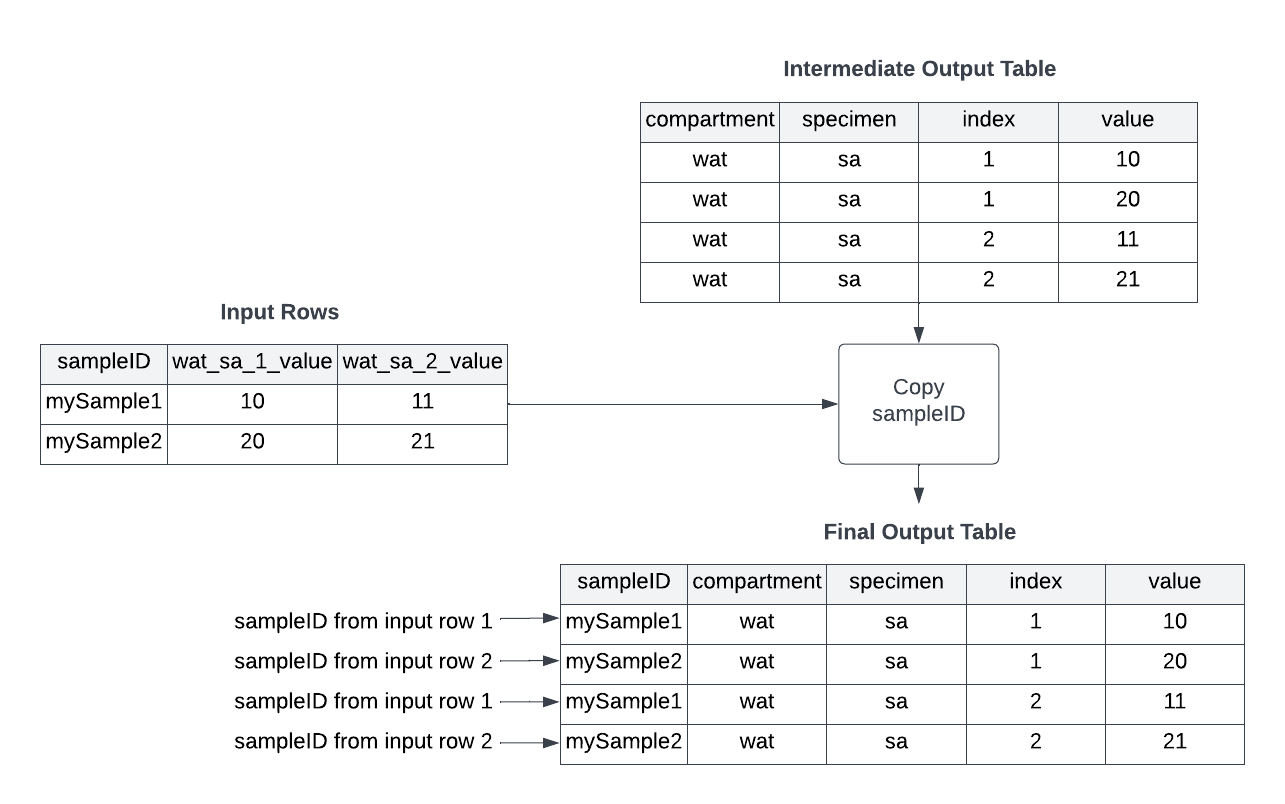 Intermediate Output Table
compartment specimen index value
wat sa 1 10
wat sa 1 20
wat sa 2 11
wat sa 2 21
Input Rows
sampleID wat_sa_1_value wat_sa_2_value
mySample1 10 11
mySample2 20 21
Copy
sampleID
Final Output Table
sampleID compartment specimen index value
sampleID from input row 1 mySample1 wat sa 1 10
sampleID from input row 2 mySample2 wat sa 1 20
sampleID from input row 1 mySample1 wat sa 2 11
sampleID from input row 2 mySample2 wat sa 2 21